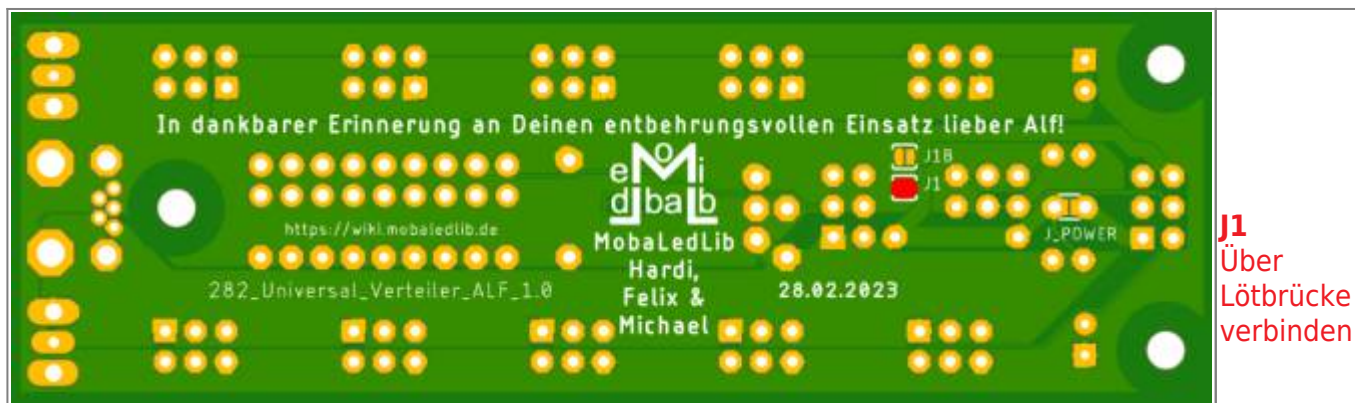 In dankbarer Erinnerung an Deinen entbehrungsvollen Einsatz lieber Alf!
J1B
J1
https://wiki.mobaledlib.de
282_Universal_Verteiler_ALF_1.0
MobaLedLib
Hardi,
Felix &
Michael
28.02.2023
J_POWER
J1
Über
Lötbrücke
verbinden